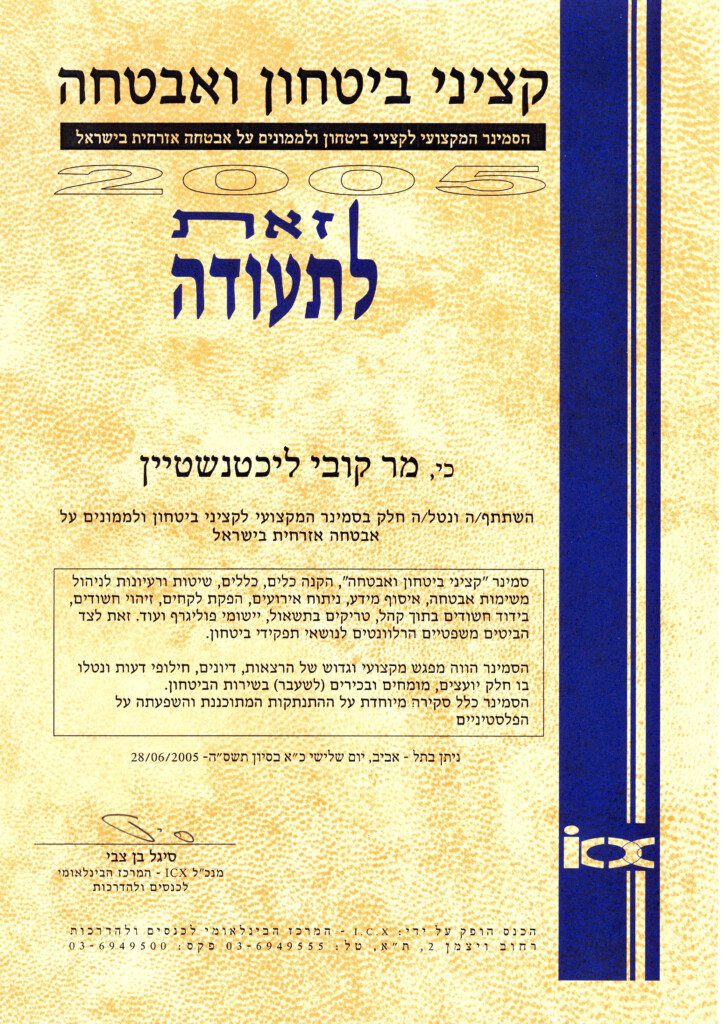 קציני ביטחון ואבטחה
הסמינר המקצועי לקציני ביטחון ולממונים על אבטחה אזרחית בישראל
2005
זאת
לתעודה
כי, מר קובי ליכטנשטיין
השתתף/ה ונטל/ה חלק בסמינר המקצועי לקציני ביטחון ולממונים על
אבטחה אזרחית בישראל
סמינר "קציני ביטחון ואבטחה", הקנה כלים, כללים, שיטות ורעיונות לניהול
משימות אבטחה, איסוף מידע, ניתוח אירועים, הפקת לקחים, זיהוי חשודים,
בידוד חשודים בתוך קהל, טריקים בתשאול, יישומי פוליגרף ועוד. זאת לצד
הביטים משפטיים הרלוונטים לנושאי תפקידי ביטחון.
הסמינר הווה מפגש מקצועי וגדוש של הרצאות, דיונים, חילופי דעות ונטלו
בו חלק יועצים, מומחים ובכירים (לשעבר) בשירות הביטחון.
הסמינר כלל סקירה מיוחדת על ההתנתקות המתוכננת והשפעתה על
הפלסטיניים
ניתן בתל - אביב, יום שלישי כ"א בסיון תשס"ה- 28/06/2005
סיגל בן צבי
מנכ"ל ICX - המרכז הבינלאומי
לכנסים ולהדרכות
icx
הכנס הופק על ידי: I.C.X - המרכז הבינלאומי לכנסים ולהדרכות
רחוב ויצמן 2, ת"א, טל: 03-6949555 פקס: 03-6949500